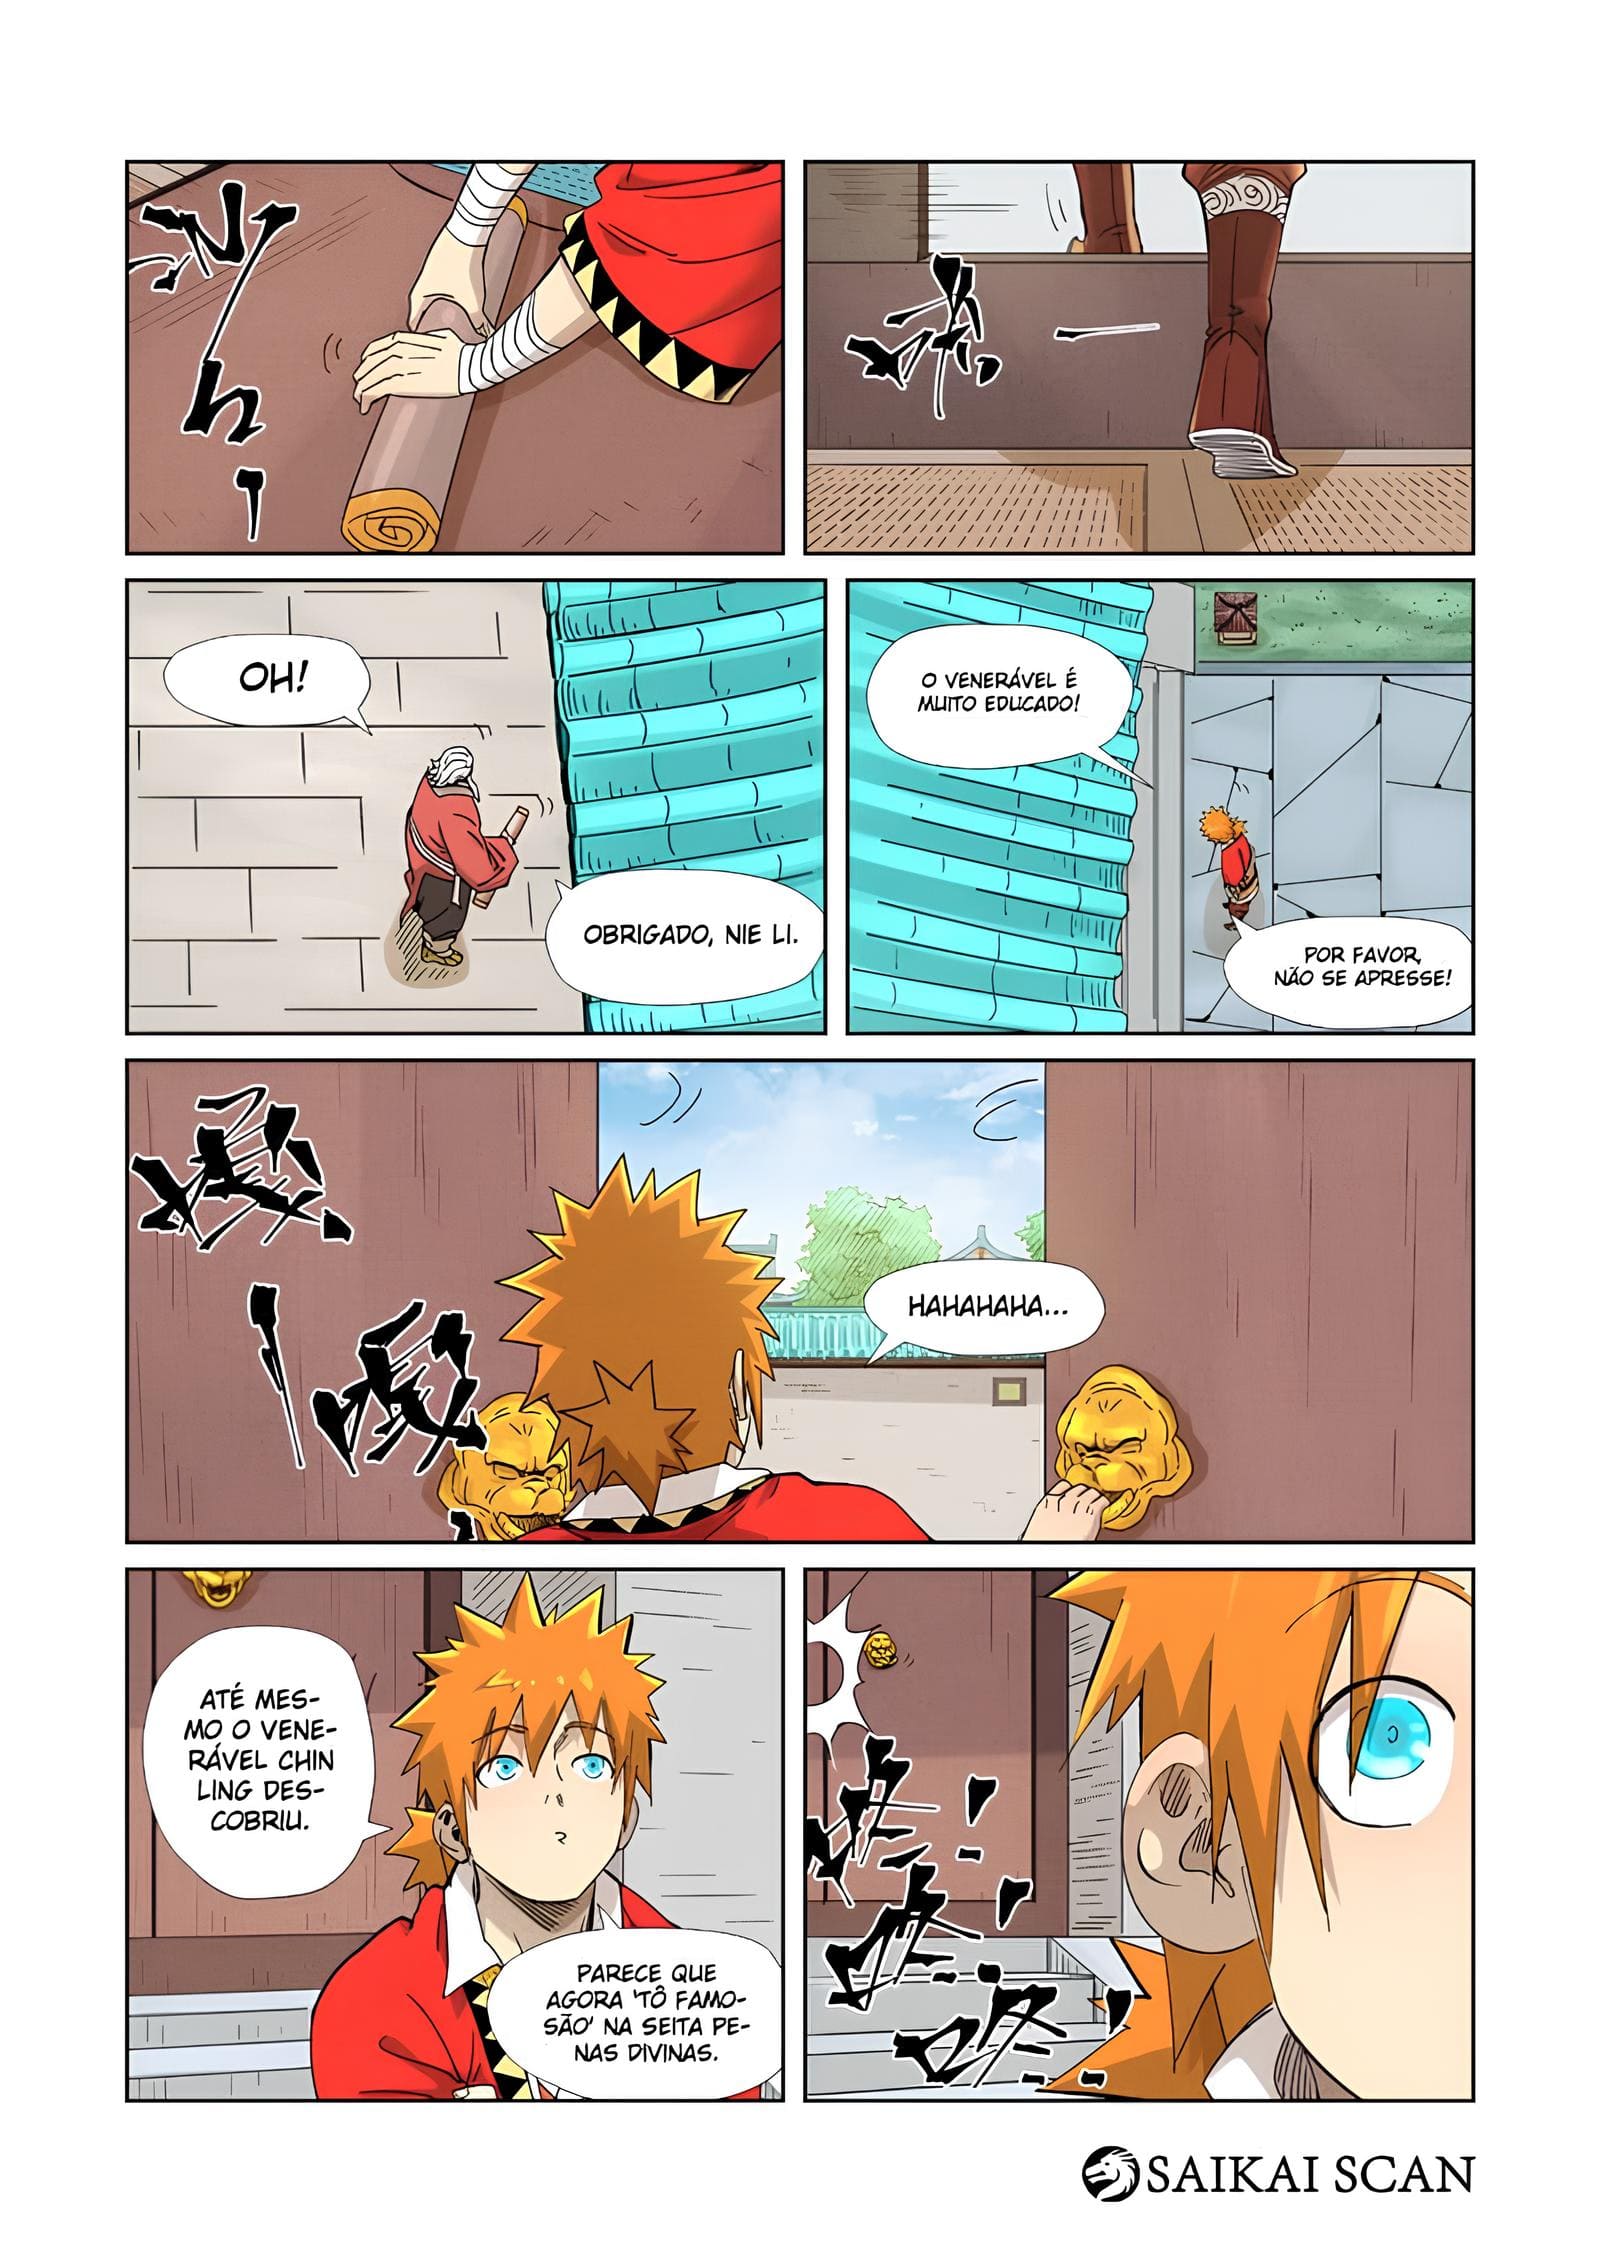 OH!
OBRIGADO, NIE LI.
O VENERÁVEL É
MUITO EDUCADO!
POR FAVOR,
NÃO SE APRESSE!
HAHAHAHA...
ATÉ MES-
MO O VENE-
RÁVEL CHIN
LING DES-
COBRIU.
PARECE QUE
AGORA 'TÔ FAMO-
SÃO' NA SEITA PE-
NAS DIVINAS.
SAIKAI SCAN